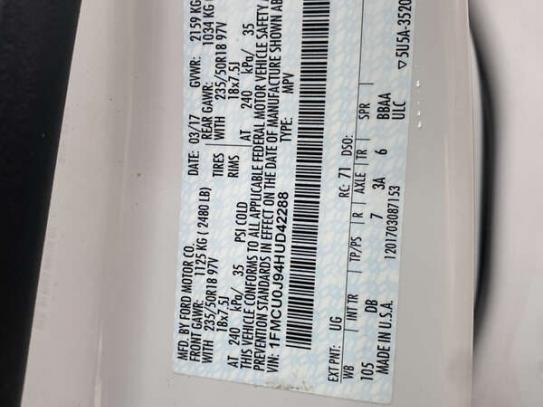 MFD. BY FORD MOTOR CO.
DATE: 03/17 GVWR: 2159 KG
FRONT GAWR: 1125 KG ( 2480 LB) REAR GAWR: 1034 KG (
WITH 235/50R18 97V TIRES WITH 235/50R18 97V
18x7.5J RIMS 18x7.5J
AT 240 kPa/ 35 PSI COLD AT 240 kPa/ 35
THIS VEHICLE CONFORMS TO ALL APPLICABLE FEDERAL MOTOR VEHICLE SAFETY
PREVENTION STANDARDS IN EFFECT ON THE DATE OF MANUFACTURE SHOWN AB
VIN: 1FMCU0J94HUD42288 TYPE: MPV
EXT PNT: UG RC: 71 DSO:
WB INT TR TP/PS R AXLE TR SPR
105 DB 7 3A 6 BBAA
MADE IN U.S.A. ULC
1201703087153 5U5A-3520